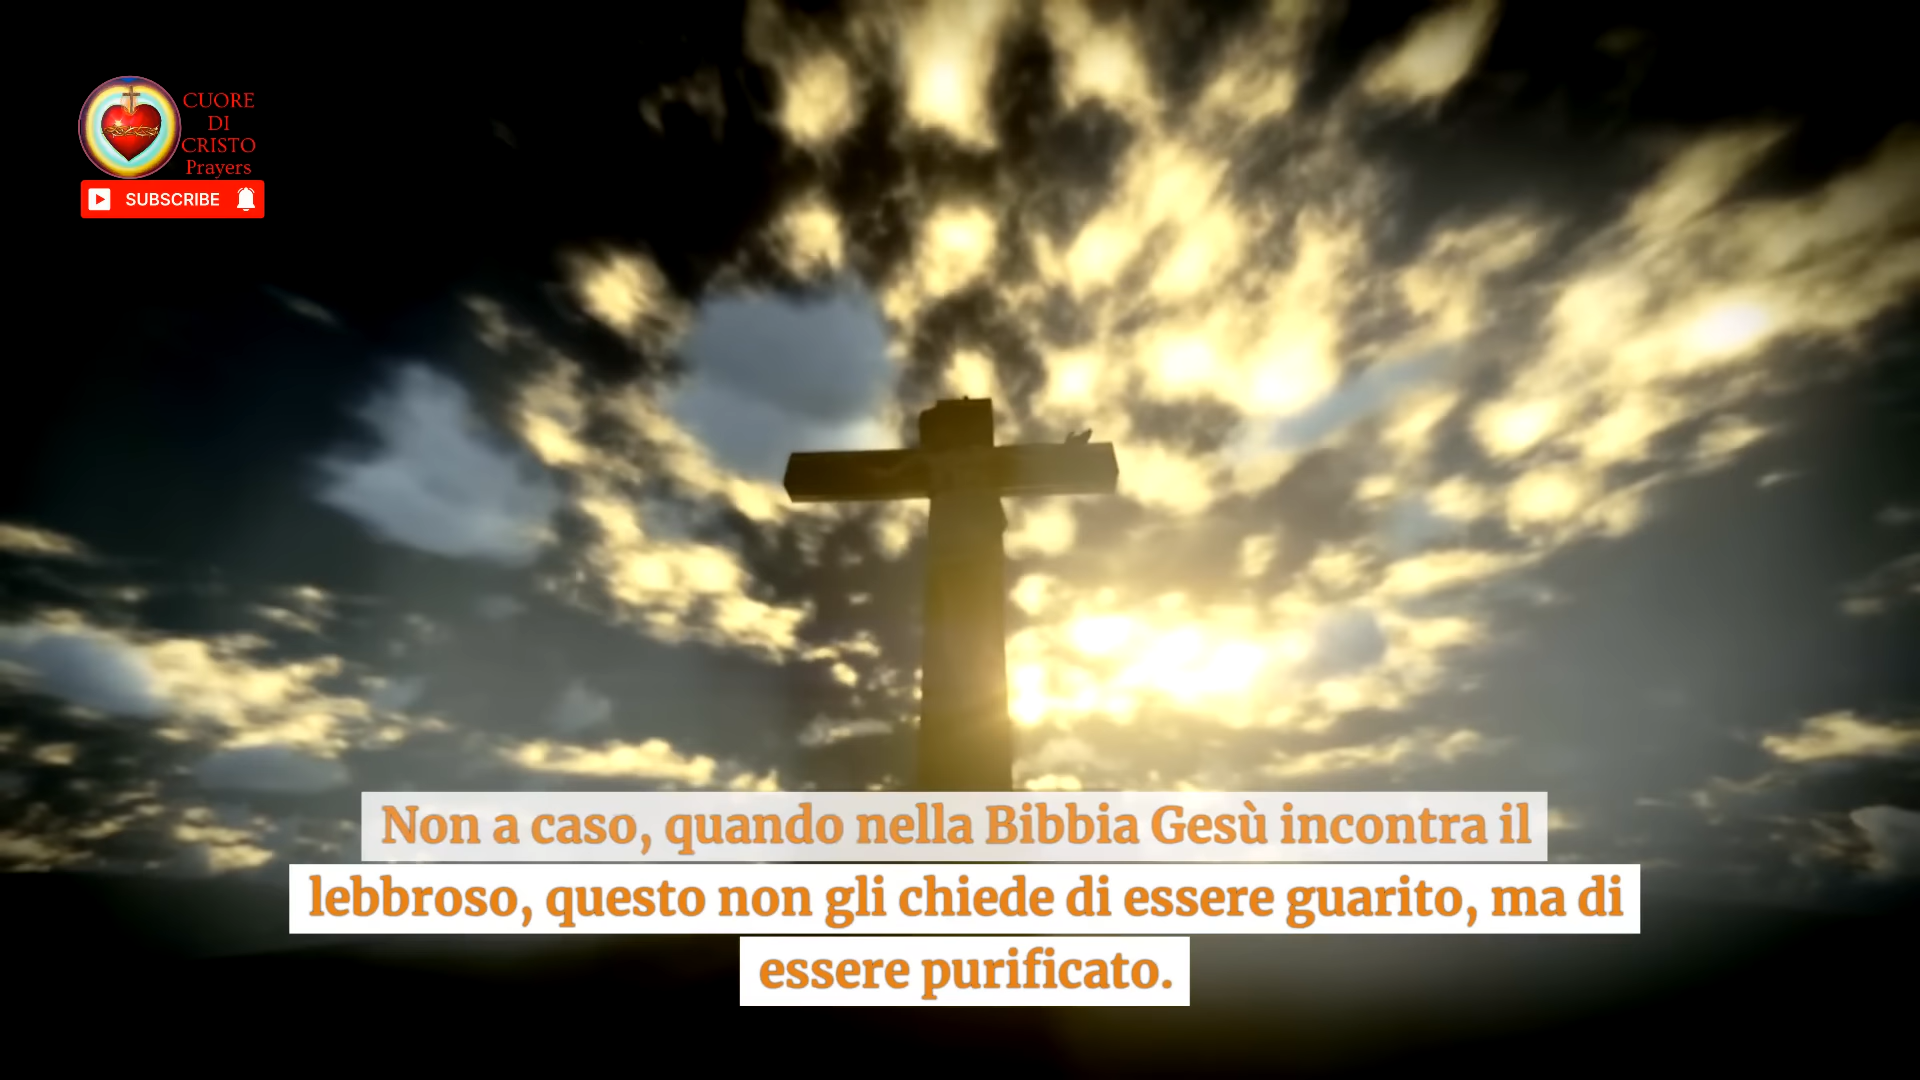 CUORE
DI
CRISTO
Prayers
SUBSCRIBE
Non a caso, quando nella Bibbia Gesù incontra il
lebbroso, questo non gli chiede di essere guarito, ma di
essere purificato.